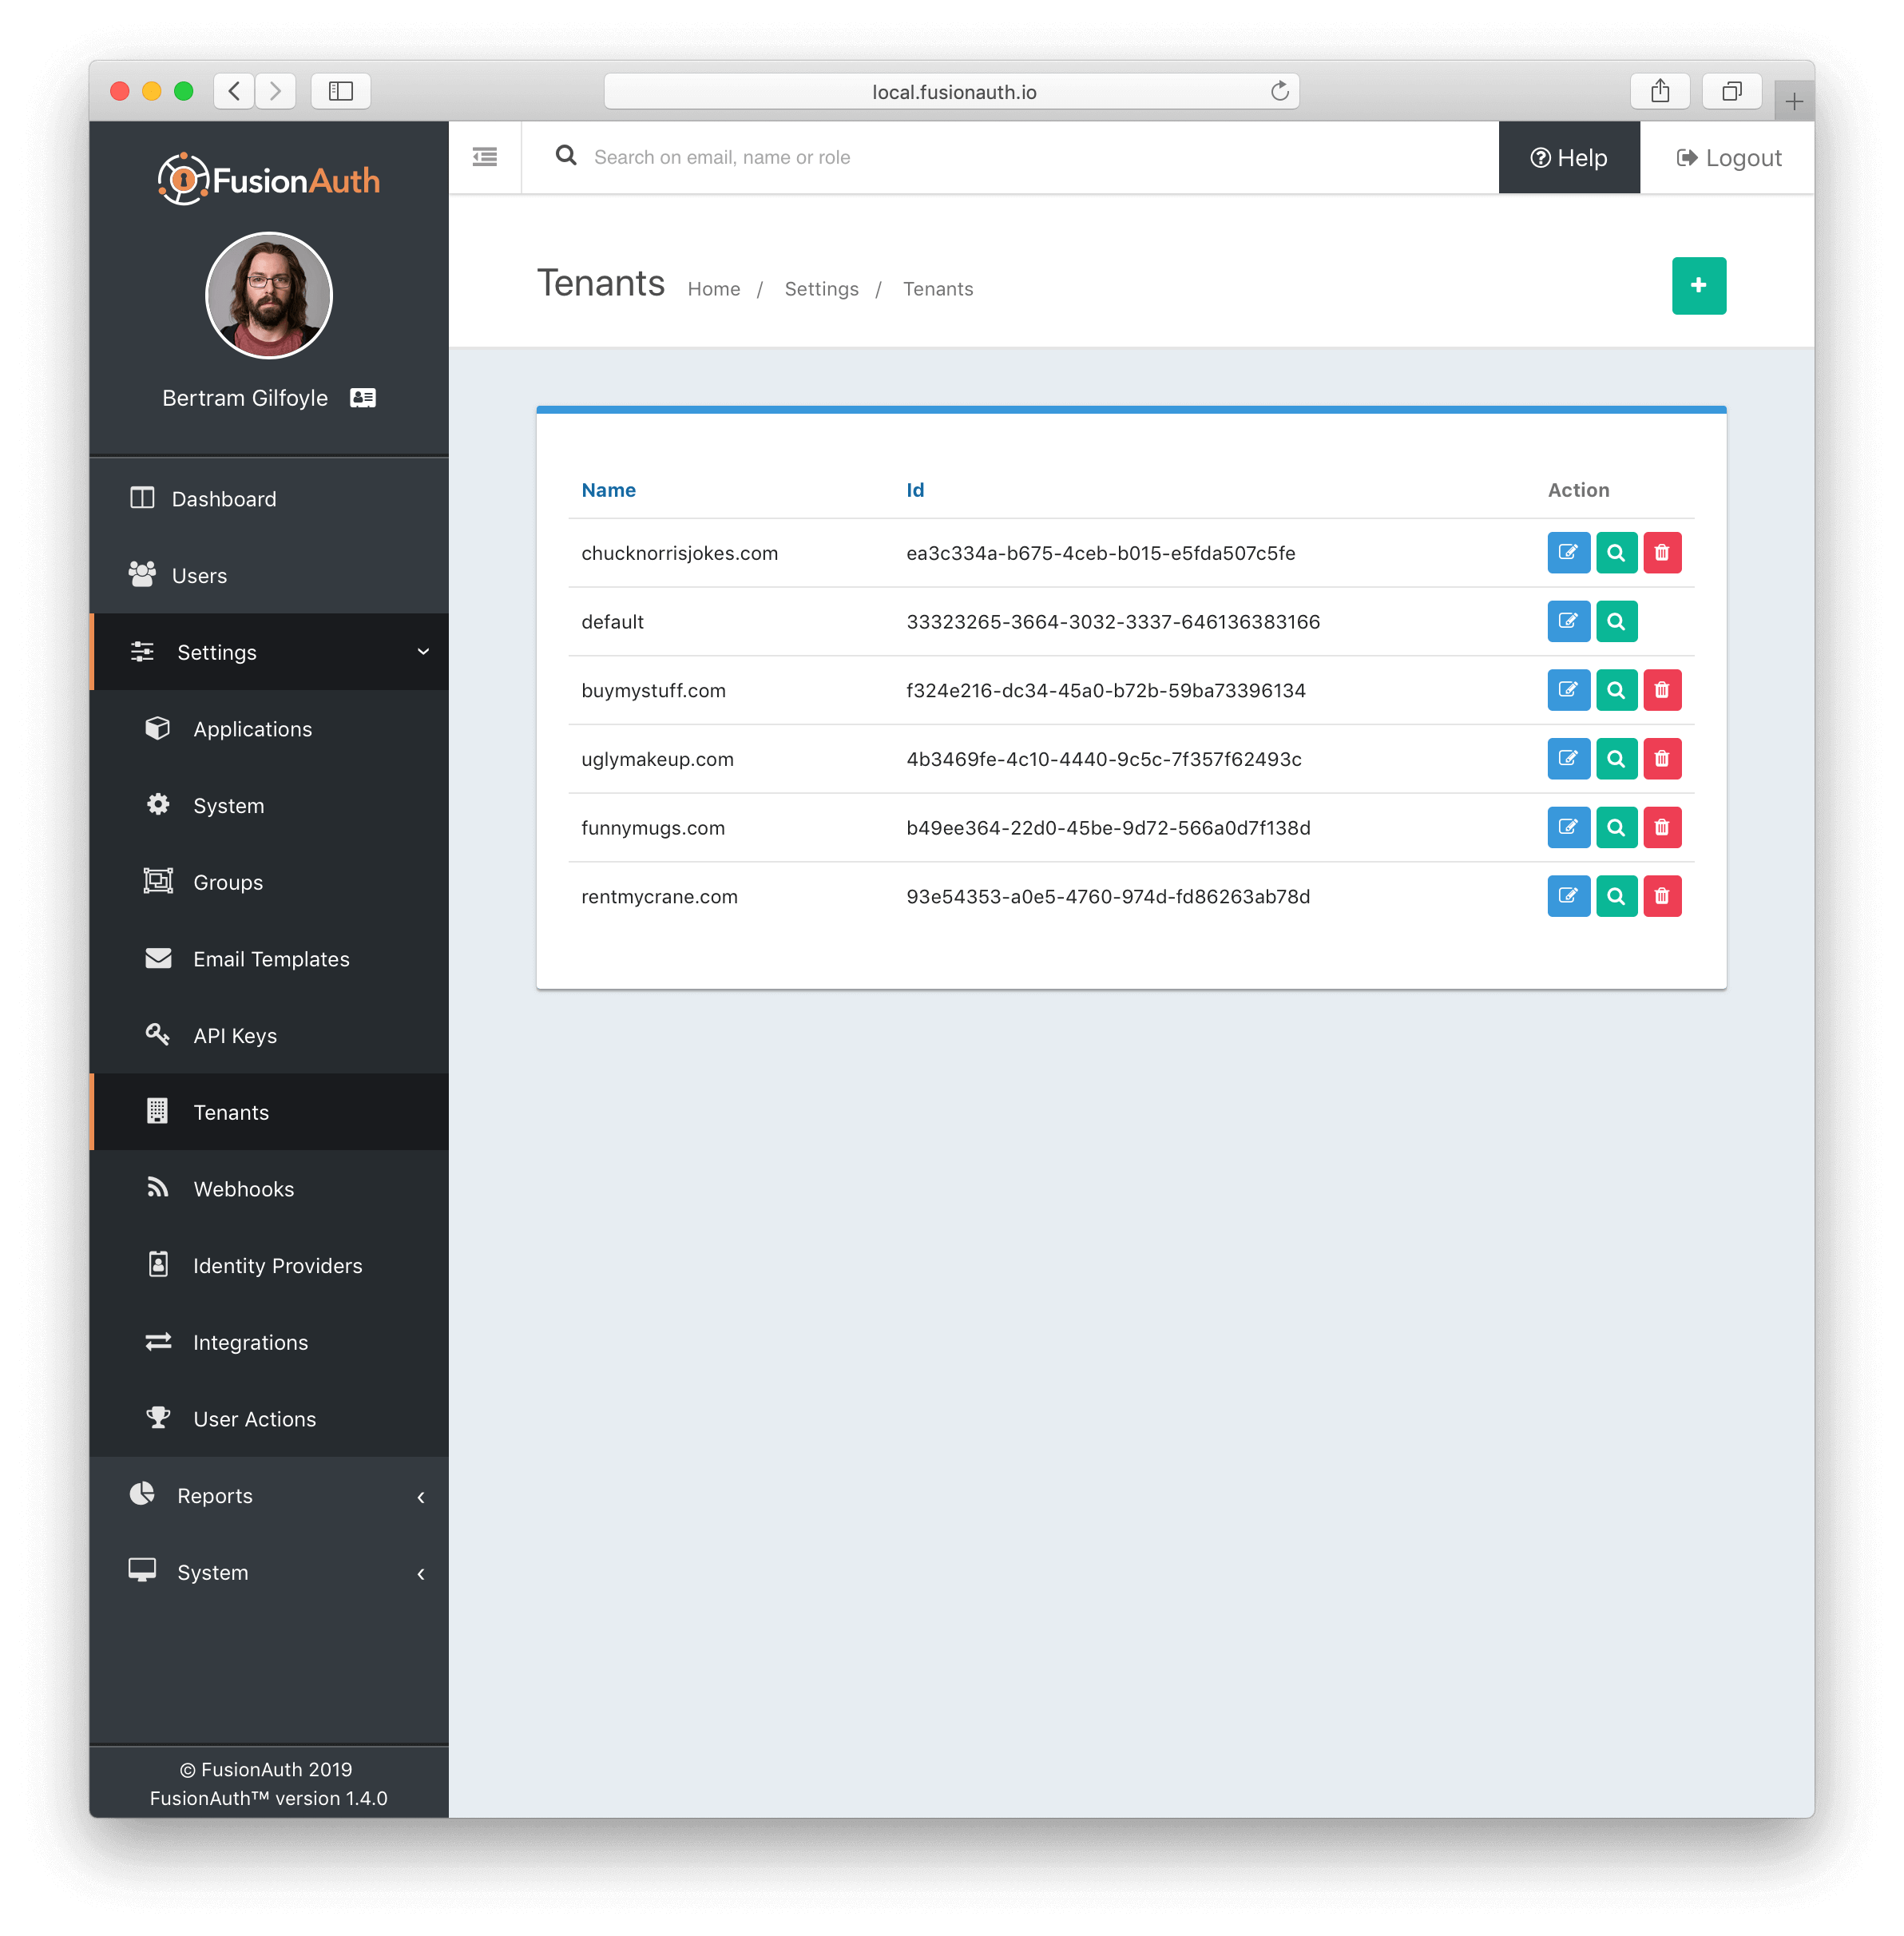 local.fusionauth.io
FusionAuth
Search on email, name or role
Help
Logout
Bertram Gilfoyle
Dashboard
Users
Settings
Applications
System
Groups
Email Templates
API Keys
Tenants
Webhooks
Identity Providers
Integrations
User Actions
Reports
System
© FusionAuth 2019
FusionAuth™ version 1.4.0
Tenants Home / Settings / Tenants
Name Id Action
chucknorrisjokes.com ea3c334a-b675-4ceb-b015-e5fda507c5fe
default 33323265-3664-3032-3337-646136383166
buymystuff.com f324e216-dc34-45a0-b72b-59ba73396134
uglymakeup.com 4b3469fe-4c10-4440-9c5c-7f357f62493c
funnymugs.com b49ee364-22d0-45be-9d72-566a0d7f138d
rentmycrane.com 93e54353-a0e5-4760-974d-fd86263ab78d